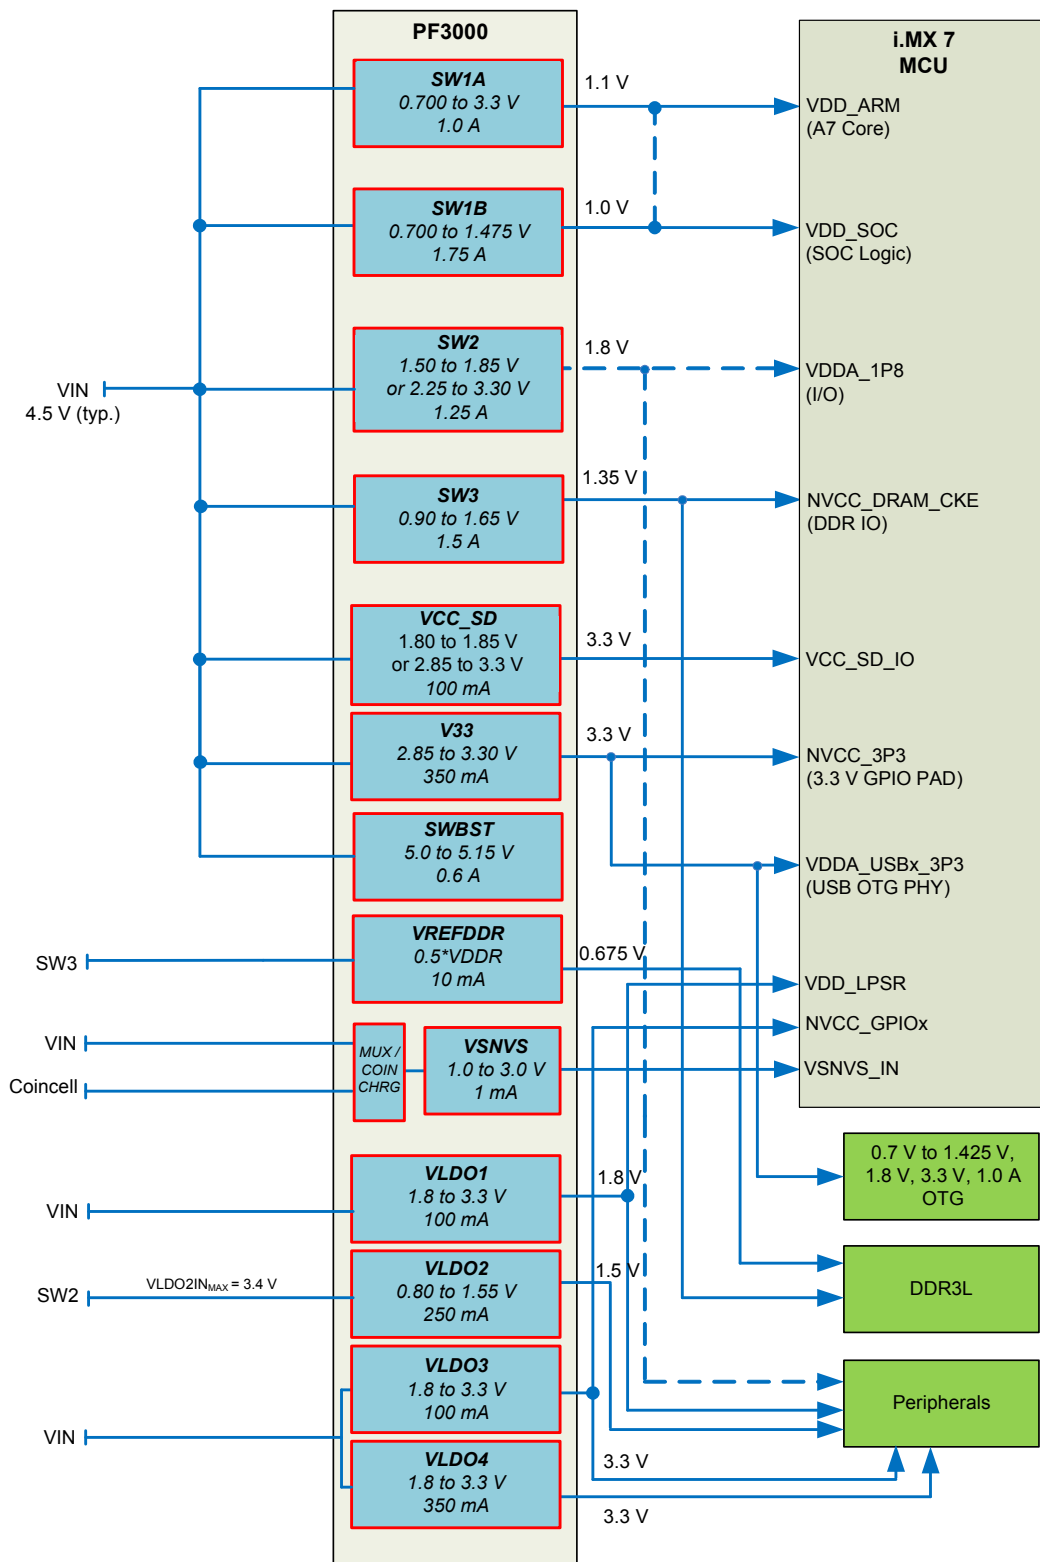 PF3000
i.MX 7
MCU
SW1A
0.700 to 3.3 V
1.0 A
1.1 V
VDD_ARM
(A7 Core)
SW1B
0.700 to 1.475 V
1.75 A
1.0 V
VDD_SOC
(SOC Logic)
VIN
4.5 V (typ.)
SW2
1.50 to 1.85 V
or 2.25 to 3.30 V
1.25 A
1.8 V
VDDA_1P8
(I/O)
SW3
0.90 to 1.65 V
1.5 A
1.35 V
NVCC_DRAM_CKE
(DDR IO)
VCC_SD
1.80 to 1.85 V
or 2.85 to 3.3 V
100 mA
3.3 V
VCC_SD_IO
V33
2.85 to 3.30 V
350 mA
3.3 V
NVCC_3P3
(3.3 V GPIO PAD)
SWBST
5.0 to 5.15 V
0.6 A
VDDA_USBx_3P3
(USB OTG PHY)
SW3
VREFDDR
0.5*VDDR
10 mA
0.675 V
VDD_LPSR
NVCC_GPIOx
VIN
Coincell
MUX /
COIN
CHRG
VSNVS
1.0 to 3.0 V
1 mA
VSNVS_IN
VIN
VLDO1
1.8 to 3.3 V
100 mA
1.8 V
0.7 V to 1.425 V,
1.8 V, 3.3 V, 1.0 A
OTG
SW2
VLDO2INMAX = 3.4 V
VLDO2
0.80 to 1.55 V
250 mA
1.5 V
DDR3L
VIN
VLDO3
1.8 to 3.3 V
100 mA
3.3 V
Peripherals
VLDO4
1.8 to 3.3 V
350 mA
3.3 V